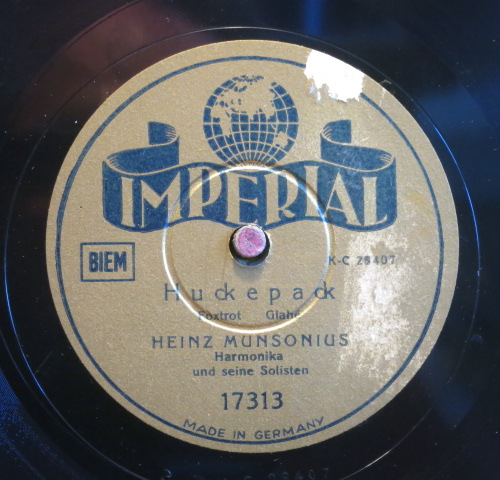 IMPERIAL
BIEM
K-C 28407
Huckepack
Foxtrot Glahé
HEINZ MUNSONIUS
Harmonika
und seine Solisten
17313
MADE IN GERMANY